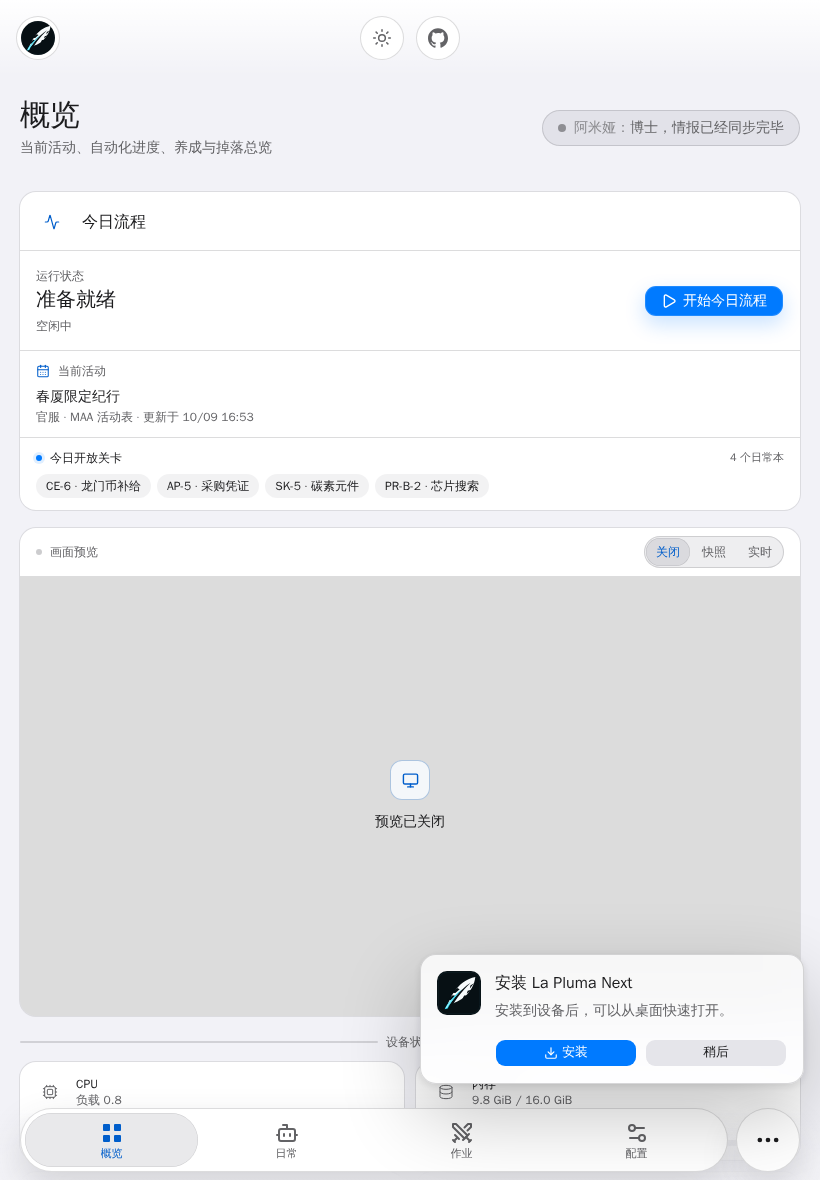 概览
当前活动、自动化进度、养成与掉落总览
阿米娅：博士，情报已经同步完毕
今日流程
运行状态
准备就绪
空闲中
开始今日流程
当前活动
春厦限定纪行
官服 · MAA 活动表 · 更新于 10/09 16:53
今日开放关卡
4 个日常本
CE-6 · 龙门币补给
AP-5 · 采购凭证
SK-5 · 碳素元件
PR-B-2 · 芯片搜索
画面预览
关闭
快照
实时
预览已关闭
安装 La Pluma Next
安装到设备后，可以从桌面快速打开。
安装
稍后
设备状
CPU
负载 0.8
内存
9.8 GiB / 16.0 GiB
概览
日常
作业
配置